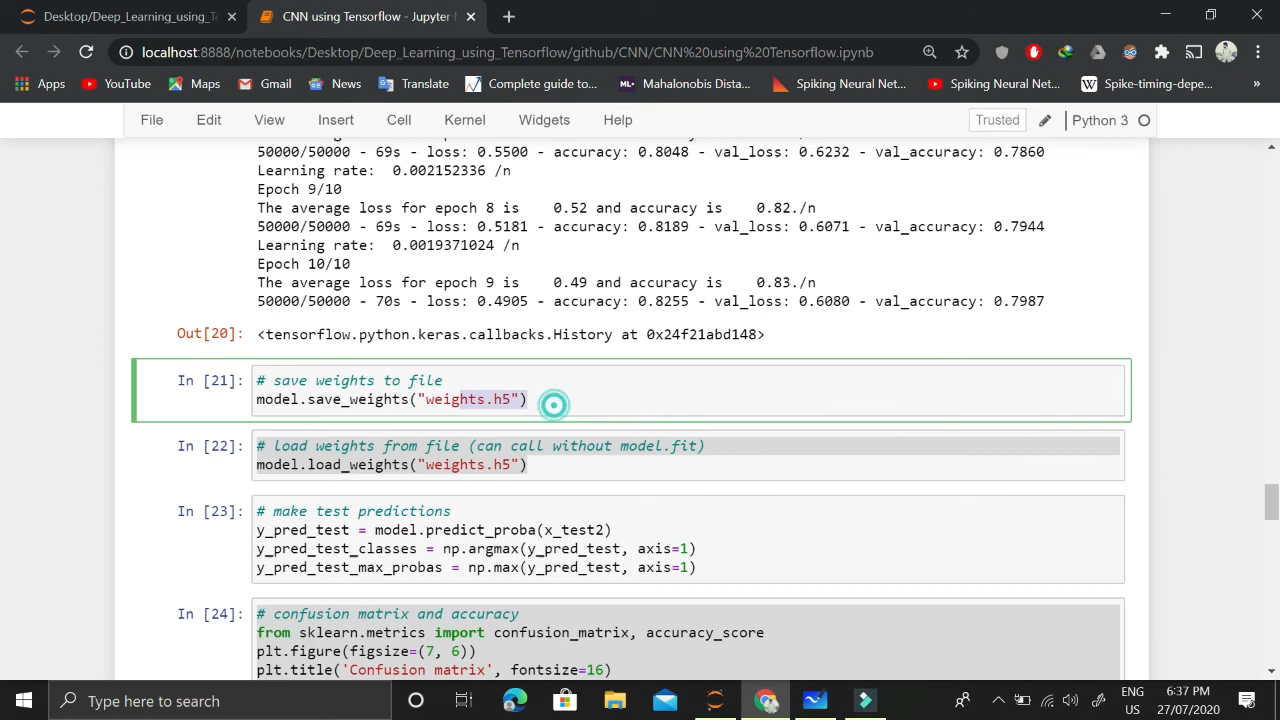 Desktop/Deep_Learning_using_Te
CNN using Tensorflow - Jupyter N
localhost:8888/notebooks/Desktop/Deep_Learning_using_Tensorflow/github/CNN/CNN%20using%20Tensorflow.ipynb
Apps YouTube Maps Gmail News Translate Complete guide to... ML+ Mahalonobis Dista... Spiking Neural Net... Spiking Neural Net... W Spike-timing-depe... »
File Edit View Insert Cell Kernel Widgets Help Trusted Python 3
50000/50000 - 69s - loss: 0.5500 - accuracy: 0.8048 - val_loss: 0.6232 - val_accuracy: 0.7860
Learning rate: 0.002152336 /n
Epoch 9/10
The average loss for epoch 8 is 0.52 and accuracy is 0.82./n
50000/50000 - 69s - loss: 0.5181 - accuracy: 0.8189 - val_loss: 0.6071 - val_accuracy: 0.7944
Learning rate: 0.0019371024 /n
Epoch 10/10
The average loss for epoch 9 is 0.49 and accuracy is 0.83./n
50000/50000 - 70s - loss: 0.4905 - accuracy: 0.8255 - val_loss: 0.6080 - val_accuracy: 0.7987
Out[20]: <tensorflow.python.keras.callbacks.History at 0x24f21abd148>
In [21]: # save weights to file
model.save_weights("weights.h5")
In [22]: # load weights from file (can call without model.fit)
model.load_weights("weights.h5")
In [23]: # make test predictions
y_pred_test = model.predict_proba(x_test2)
y_pred_test_classes = np.argmax(y_pred_test, axis=1)
y_pred_test_max_probas = np.max(y_pred_test, axis=1)
In [24]: # confusion matrix and accuracy
from sklearn.metrics import confusion_matrix, accuracy_score
plt.figure(figsize=(7, 6))
plt.title('Confusion matrix', fontsize=16)
Type here to search
ENG
US
6:37 PM
27/07/2020